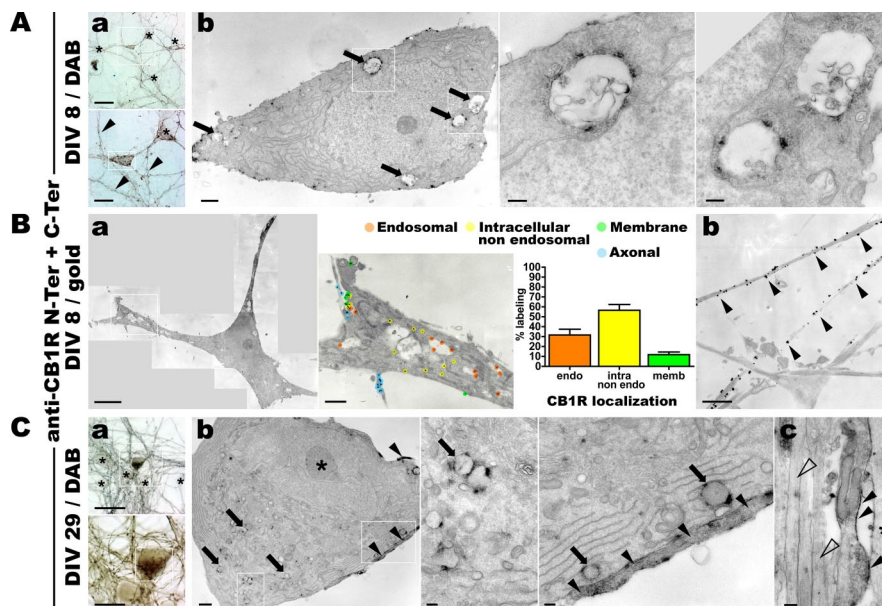 A
a
b
DIV 8 / DAB
* * * *
*
anti-CB1R N-Ter + C-Ter
B
a
b
DIV 8 / gold
Endosomal
Intracellular
non endosomal
Membrane
Axonal
% labeling
100
90
80
70
60
50
40
30
20
10
0
endo
intra
non endo
memb
CB1R localization
C
a
b
c
DIV 29 / DAB
* * * * *
*
*